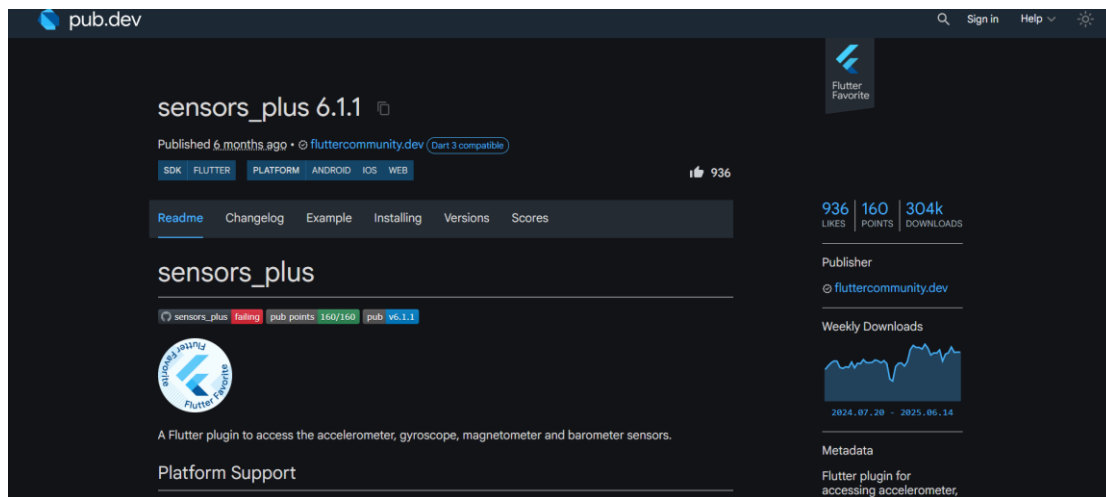 pub.dev
Sign in
Help
Flutter
Favorite
sensors_plus 6.1.1
Published 6 months ago • fluttercommunity.dev Dart 3 compatible
SDK FLUTTER PLATFORM ANDROID IOS WEB
936
Readme Changelog Example Installing Versions Scores
sensors_plus
sensors_plus failing pub points 160/160 pub v6.1.1
Flutter Favorite Flutter Favorite
A Flutter plugin to access the accelerometer, gyroscope, magnetometer and barometer sensors.
Platform Support
936 160 304k
LIKES POINTS DOWNLOADS
Publisher
fluttercommunity.dev
Weekly Downloads
2024.07.20 - 2025.06.14
Metadata
Flutter plugin for
accessing accelerometer,